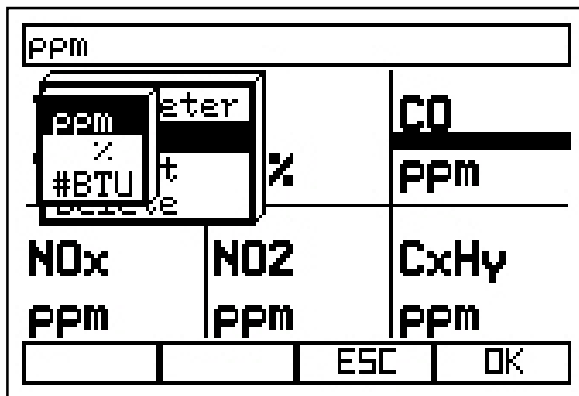 ppm
eter
CO
ppm
%
t
%
ppm
#BTU
NOx NO2 CxHy
ppm ppm ppm
ESC OK